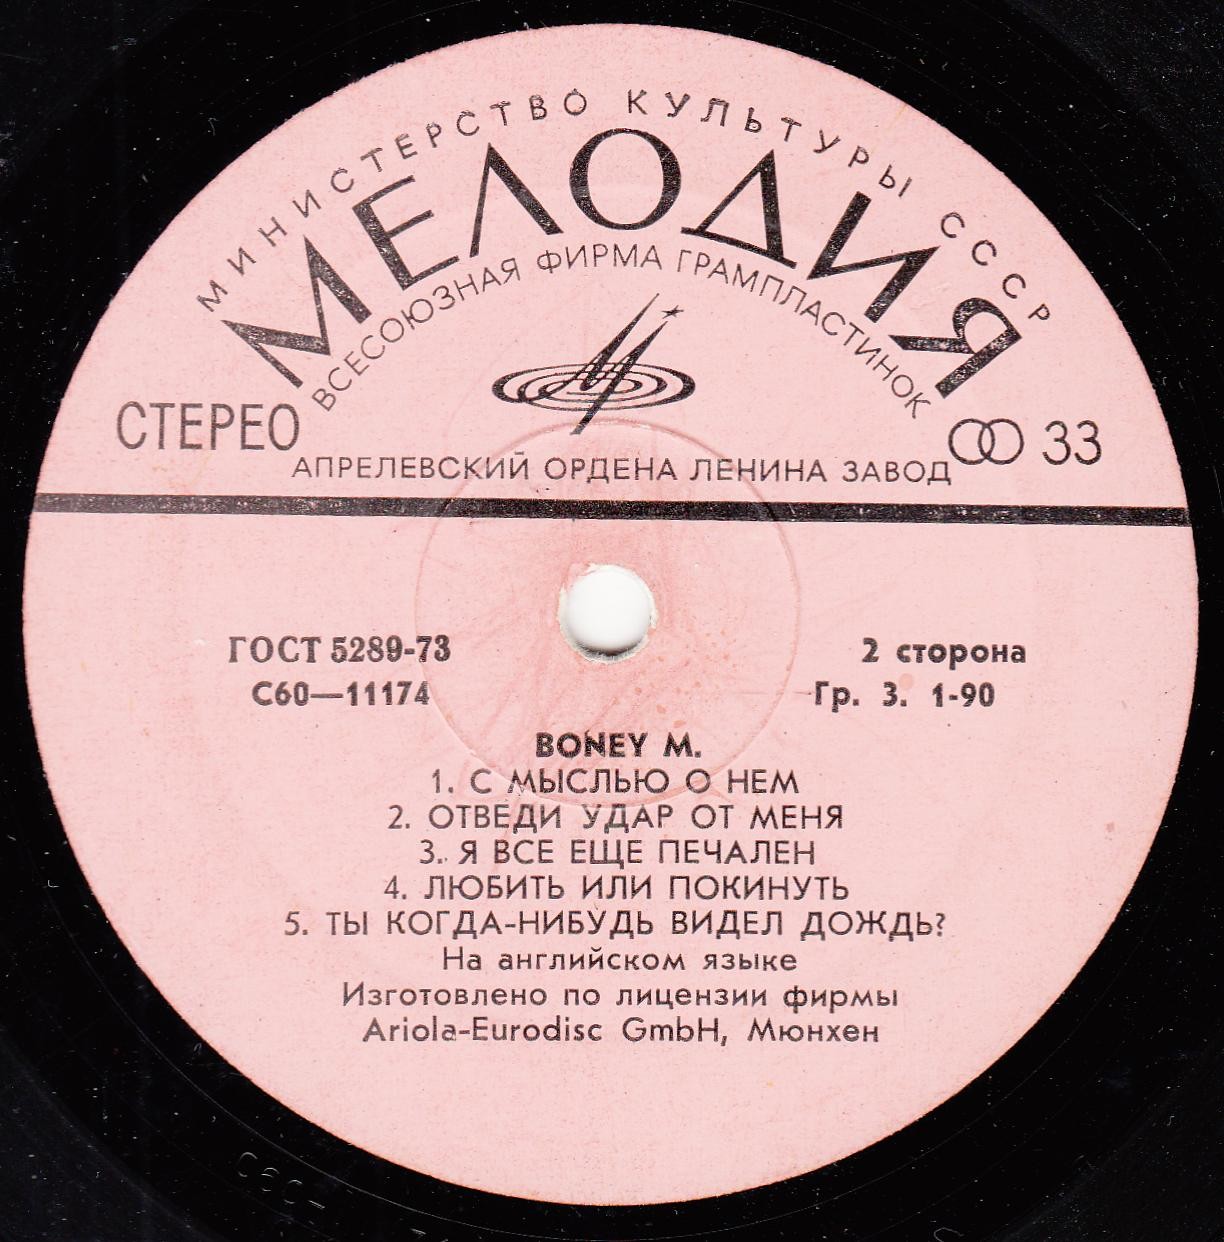 МИНИСТЕРСТВО КУЛЬТУРЫ СССР
МЕЛОДИЯ
ВСЕСОЮЗНАЯ ФИРМА ГРАМПЛАСТИНОК
СТЕРЕО
33
АПРЕЛЕВСКИЙ ОРДЕНА ЛЕНИНА ЗАВОД
ГОСТ 5289-73
2 сторона
С60—11174
Гр. 3. 1-90
BONEY M.
1. С МЫСЛЬЮ О НЕМ
2. ОТВЕДИ УДАР ОТ МЕНЯ
3. Я ВСЕ ЕЩЕ ПЕЧАЛЕН
4. ЛЮБИТЬ ИЛИ ПОКИНУТЬ
5. ТЫ КОГДА-НИБУДЬ ВИДЕЛ ДОЖДЬ?
На английском языке
Изготовлено по лицензии фирмы
Ariola-Eurodisc GmbH, Мюнхен